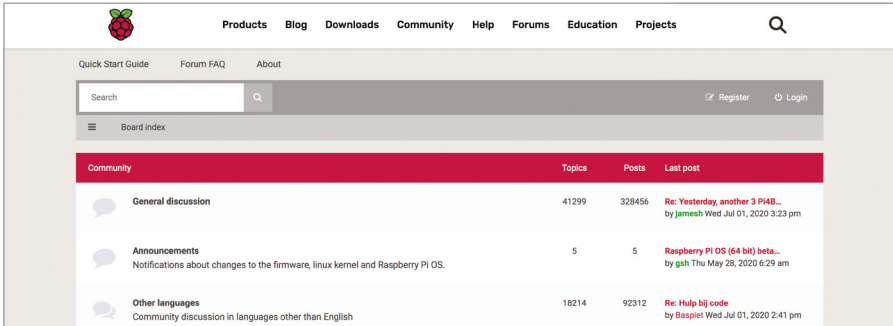 Products Blog Downloads Community Help Forums Education Projects
Quick Start Guide Forum FAQ About
Search Register Login
Board index
Community Topics Posts Last post
General discussion 41299 328456 Re: Yesterday, another 3 Pi4B...
by jamesh Wed Jul 01, 2020 3:23 pm
Announcements 5 5 Raspberry Pi OS (64 bit) beta...
Notifications about changes to the firmware, linux kernel and Raspberry Pi OS. by gsh Thu May 28, 2020 6:29 am
Other languages 18214 92312 Re: Hulp bij code
Community discussion in languages other than English by Baspiet Wed Jul 01, 2020 2:41 pm